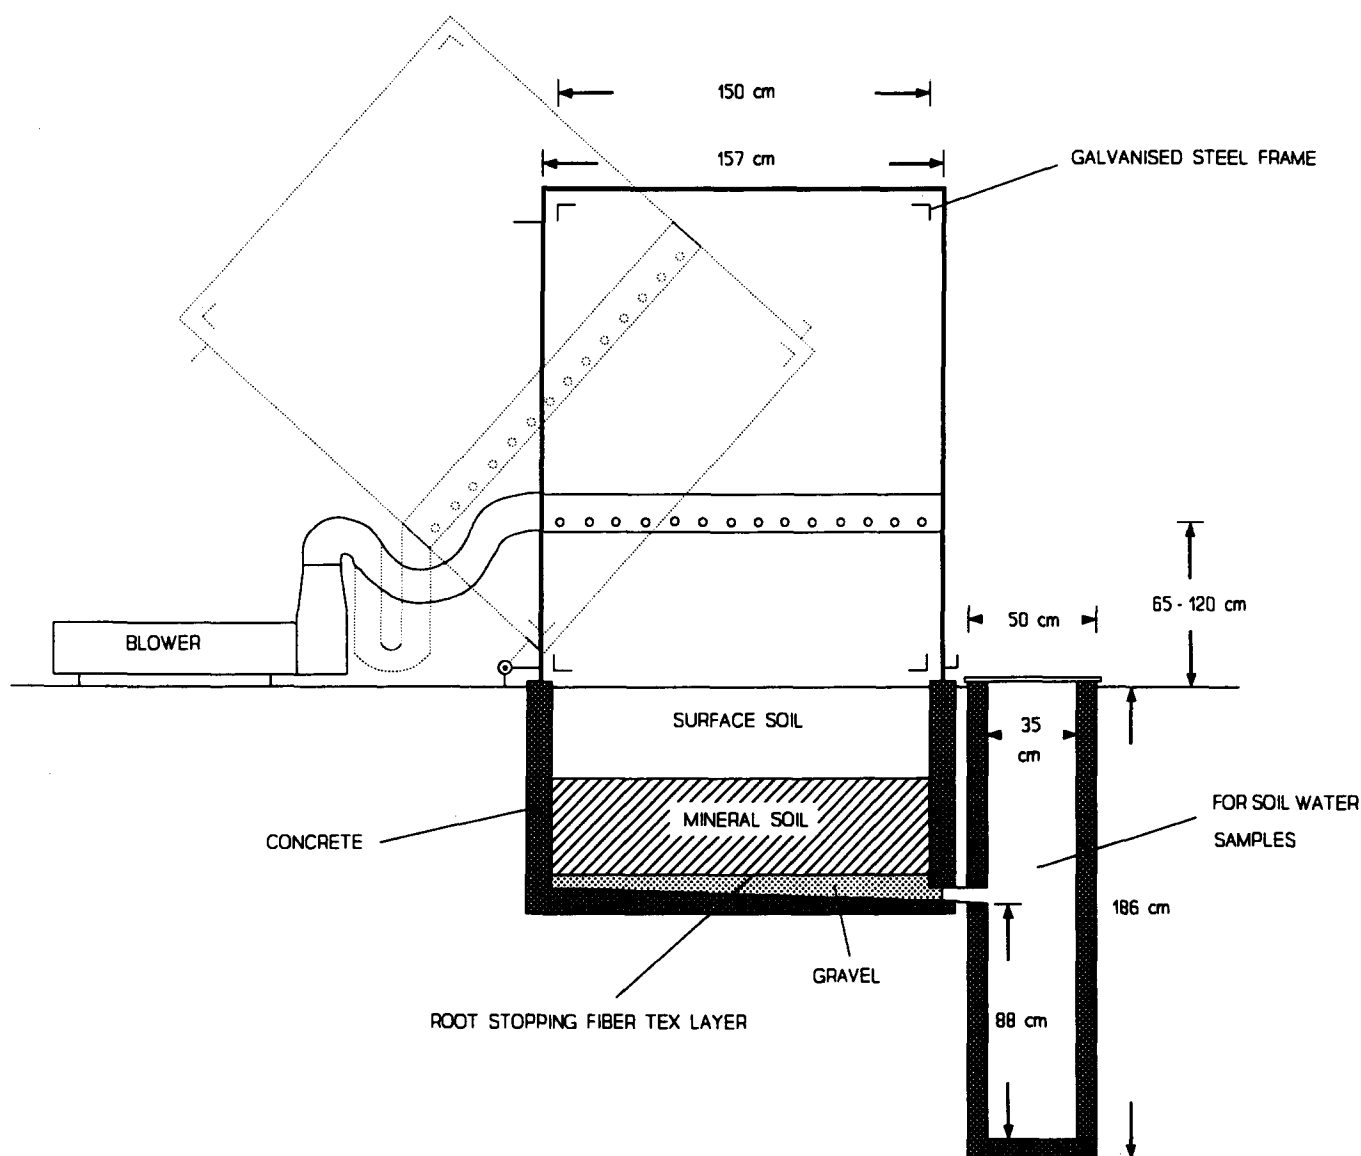 150 cm
157 cm
GALVANISED STEEL FRAME
65 - 120 cm
50 cm
BLOWER
SURFACE SOIL
35
cm
FOR SOIL WATER
SAMPLES
MINERAL SOIL
CONCRETE
186 cm
GRAVEL
88 cm
ROOT STOPPING FIBER TEX LAYER